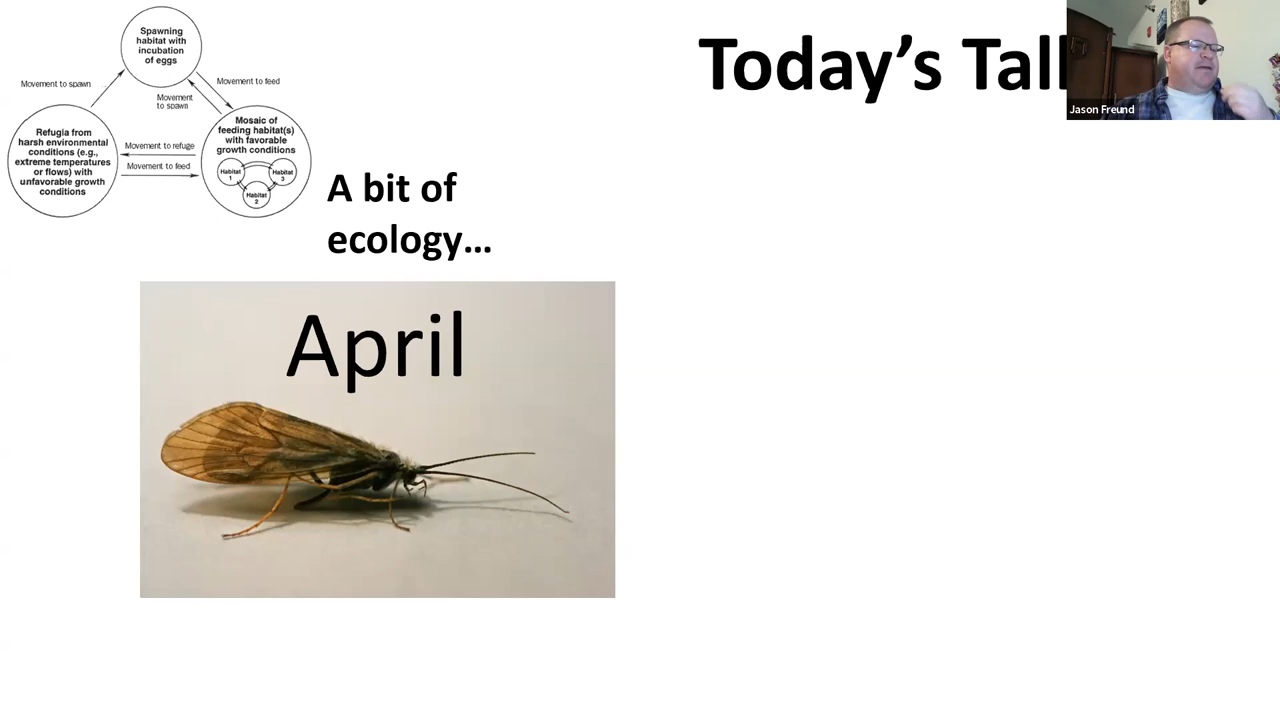 Spawning
habitat with
incubation
of eggs
Movement to spawn
Movement to feed
Movement
to spawn
Refugia from
harsh environmental
conditions (e.g.,
extreme temperatures
or flows) with
unfavorable growth
conditions
Movement to refuge
Movement to feed
Mosaic of
feeding habitat(s)
with favorable
growth conditions
Habitat
1
Habitat
3
Habitat
2
Today's Tal
Jason Freund
A bit of
ecology...
April